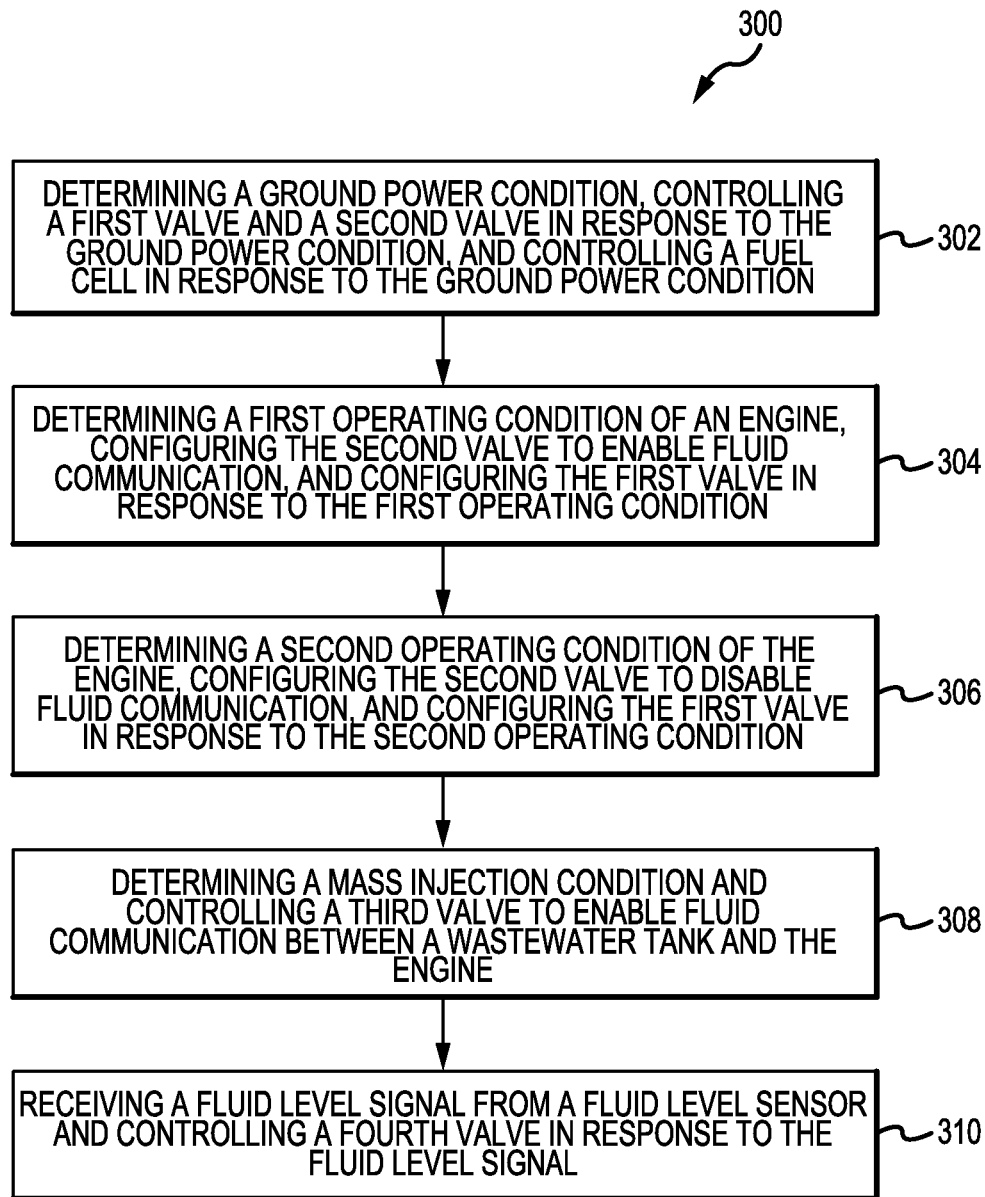 300
DETERMINING A GROUND POWER CONDITION, CONTROLLING
A FIRST VALVE AND A SECOND VALVE IN RESPONSE TO THE
GROUND POWER CONDITION, AND CONTROLLING A FUEL
CELL IN RESPONSE TO THE GROUND POWER CONDITION
302
DETERMINING A FIRST OPERATING CONDITION OF AN ENGINE,
CONFIGURING THE SECOND VALVE TO ENABLE FLUID
COMMUNICATION, AND CONFIGURING THE FIRST VALVE IN
RESPONSE TO THE FIRST OPERATING CONDITION
304
DETERMINING A SECOND OPERATING CONDITION OF THE
ENGINE, CONFIGURING THE SECOND VALVE TO DISABLE
FLUID COMMUNICATION, AND CONFIGURING THE FIRST VALVE
IN RESPONSE TO THE SECOND OPERATING CONDITION
306
DETERMINING A MASS INJECTION CONDITION AND
CONTROLLING A THIRD VALVE TO ENABLE FLUID
COMMUNICATION BETWEEN A WASTEWATER TANK AND THE
ENGINE
308
RECEIVING A FLUID LEVEL SIGNAL FROM A FLUID LEVEL SENSOR
AND CONTROLLING A FOURTH VALVE IN RESPONSE TO THE
FLUID LEVEL SIGNAL
310